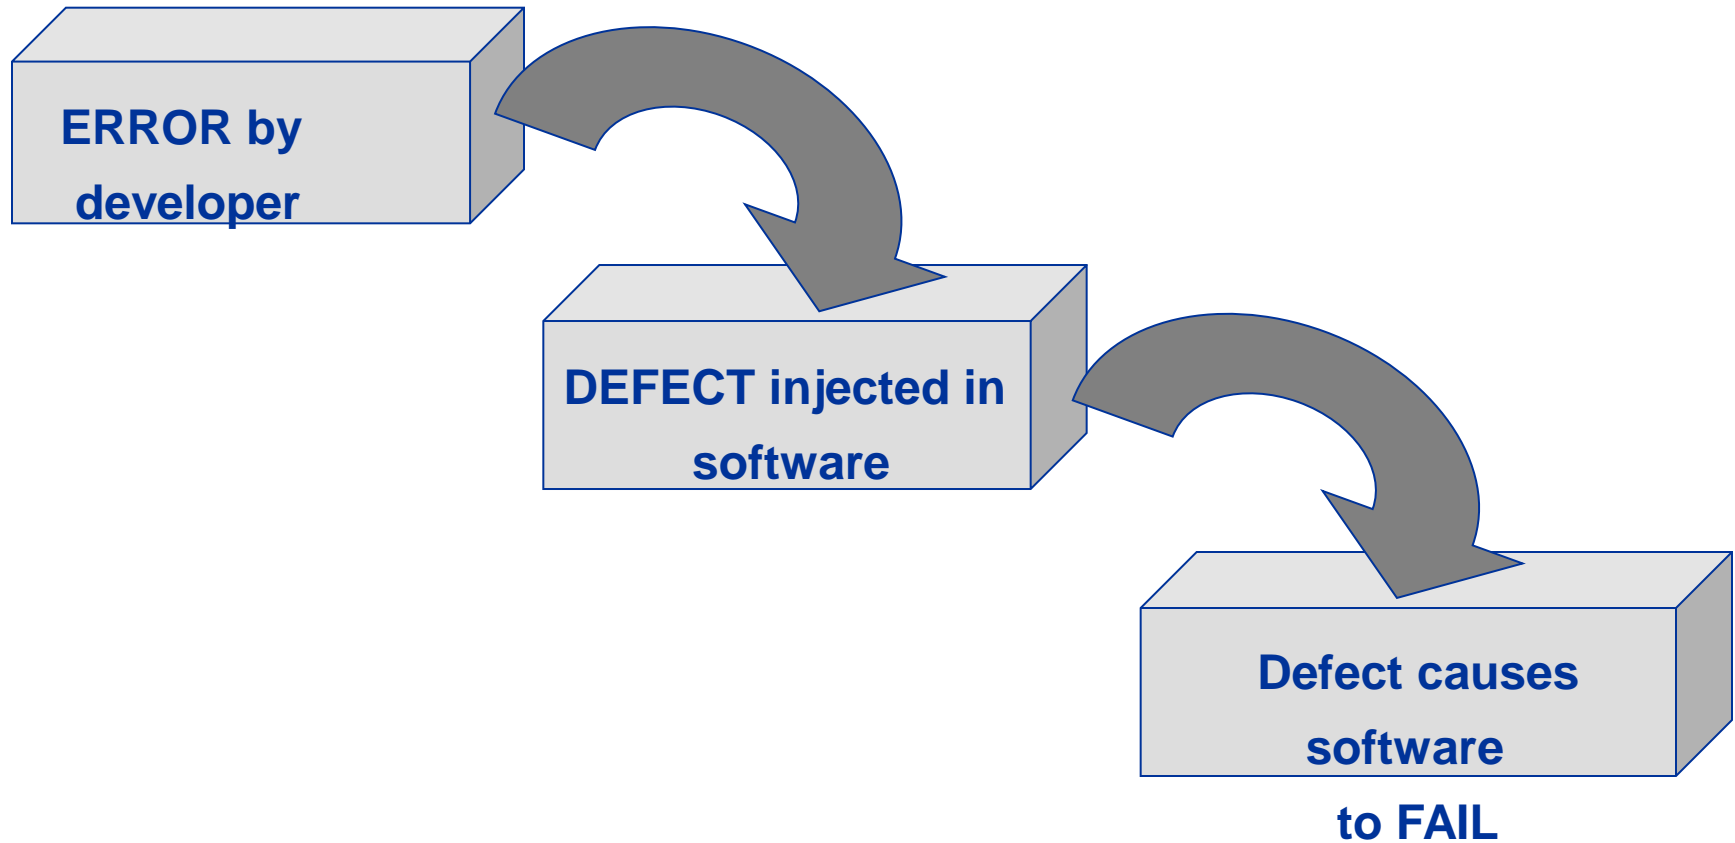 ERROR by
developer
DEFECT injected in
software
Defect causes
software
to FAIL